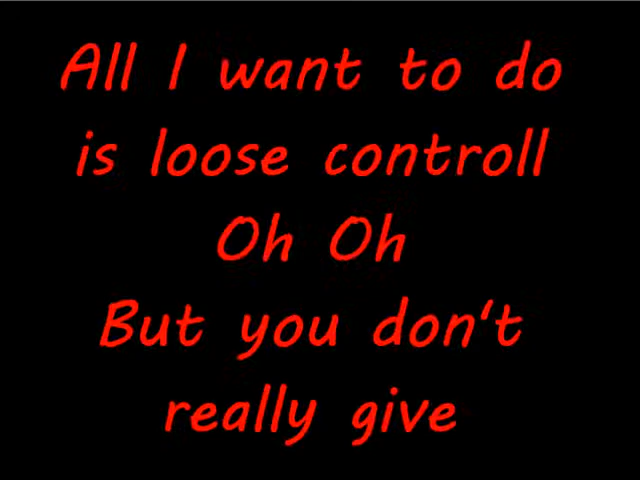 All I want to do
is loose controll
Oh Oh
But you don't
really give